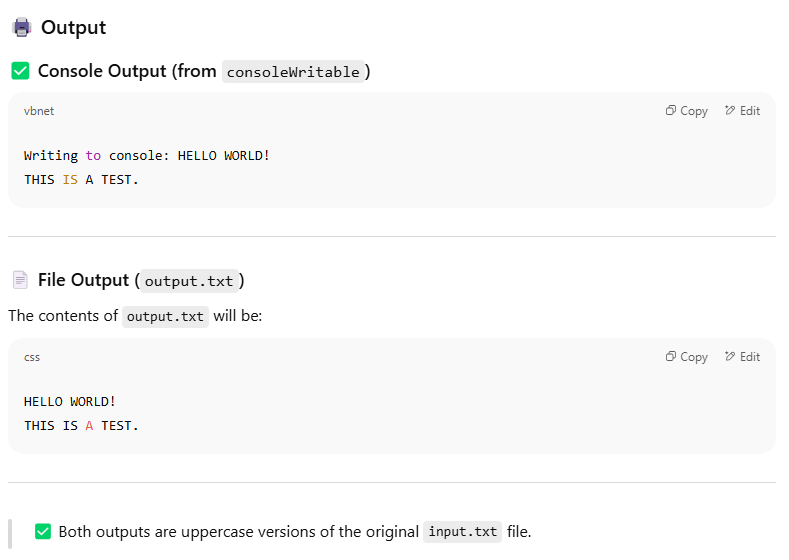 Output
Console Output (from consoleWritable)
vbnet
Copy
Edit
Writing to console: HELLO WORLD!
THIS IS A TEST.
File Output (output.txt)
The contents of output.txt will be:
css
Copy
Edit
HELLO WORLD!
THIS IS A TEST.
Both outputs are uppercase versions of the original input.txt file.